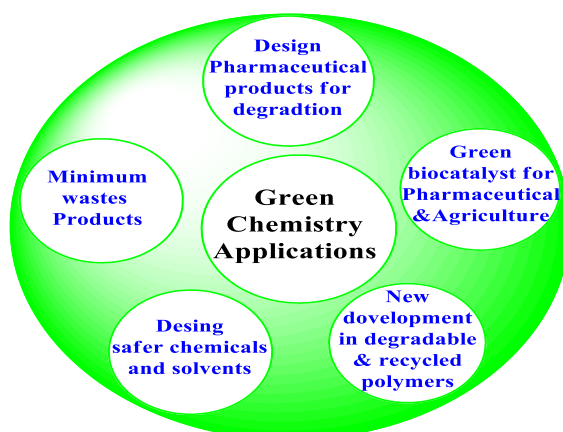 Design
Pharmaceutical
products for
degradtion
Minimum
wastes
Products
Green
biocatalyst for
Pharmaceutical
&Agriculture
Green
Chemistry
Applications
Desing
safer chemicals
and solvents
New
dovelopment
in degradable
& recycled
polymers